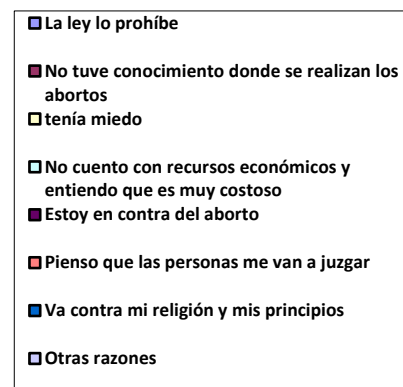 La ley lo prohíbe
No tuve conocimiento donde se realizan los
abortos
tenía miedo
No cuento con recursos económicos y
entiendo que es muy costoso
Estoy en contra del aborto
Pienso que las personas me van a juzgar
Va contra mi religión y mis principios
Otras razones